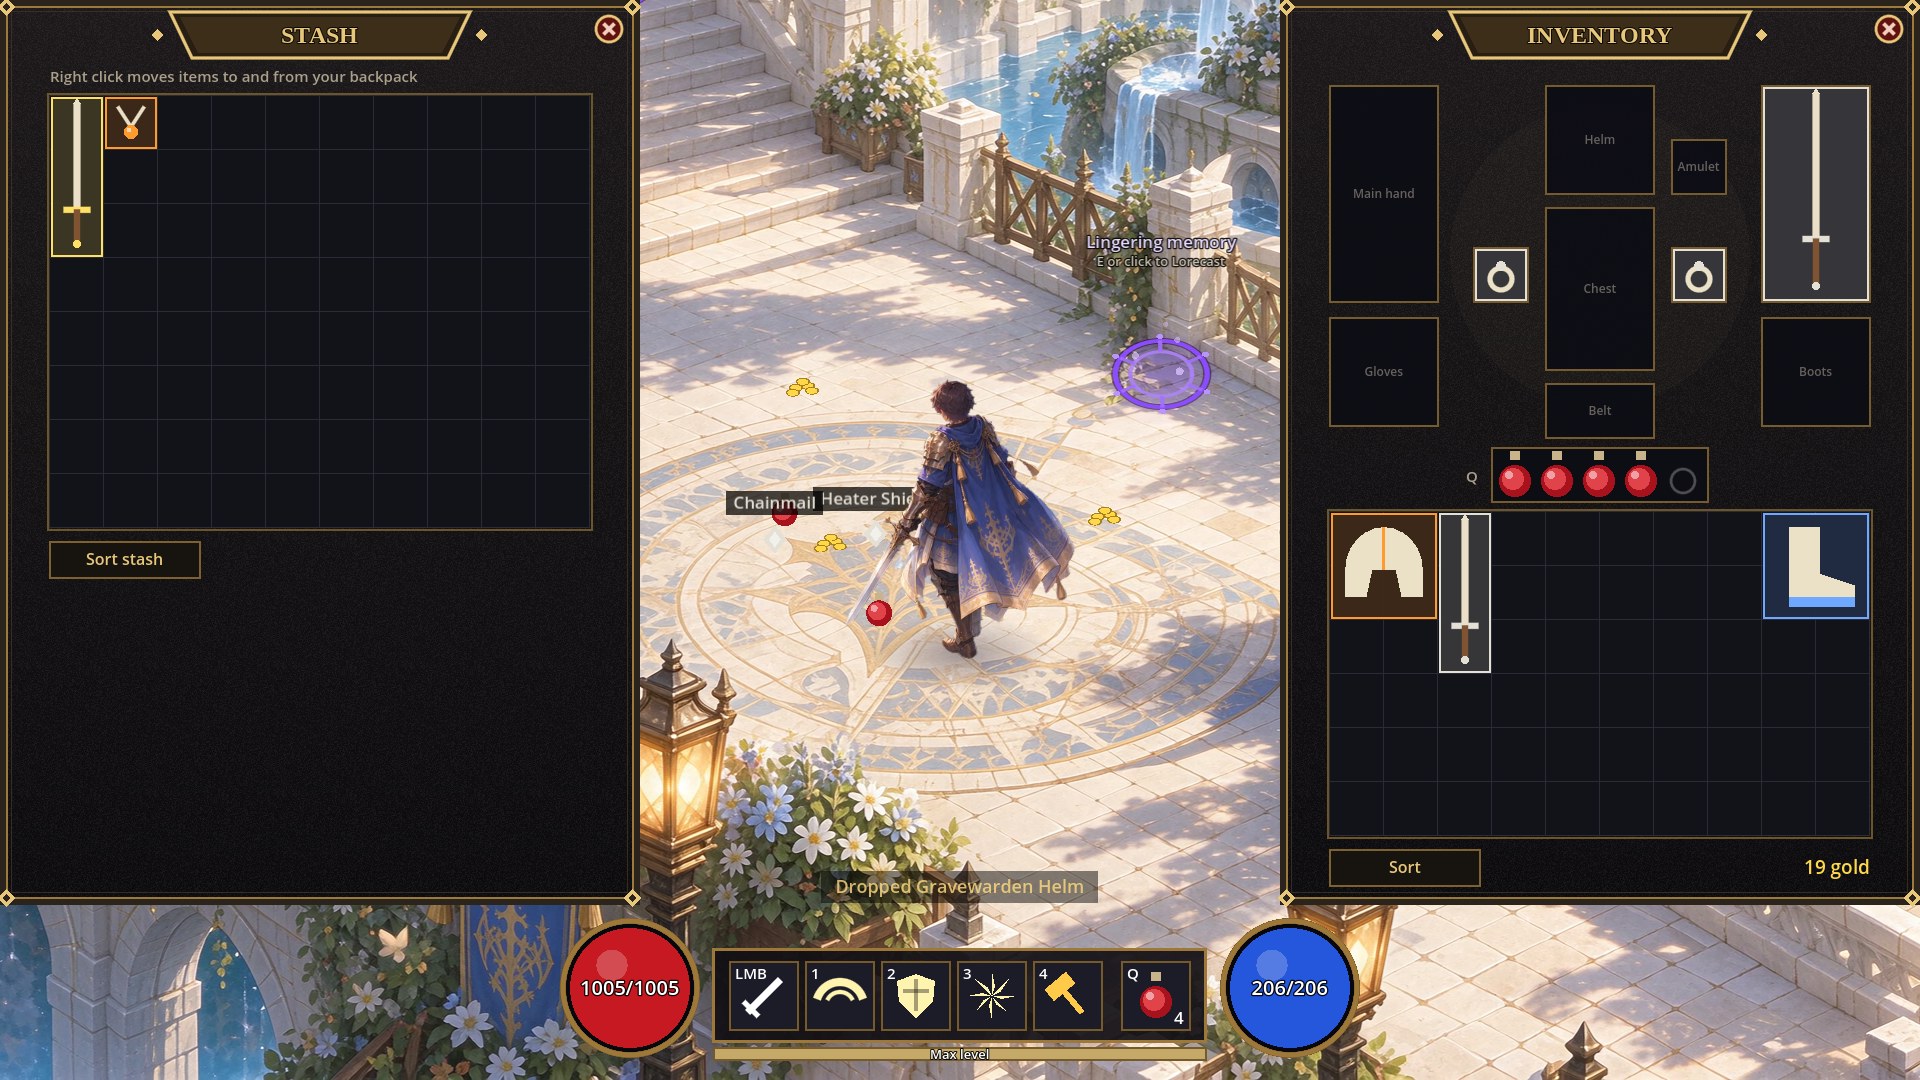 STASH
Right click moves items to and from your backpack
Sort stash
Lingering memory
E or click to Lorecast
Chainmail
Heater Shie
Dropped Gravewarden Helm
INVENTORY
Main hand
Helm
Amulet
Chest
Gloves
Belt
Boots
Q
Sort
19 gold
1005/1005
LMB
1
2
3
4
Q
4
206/206
Max level